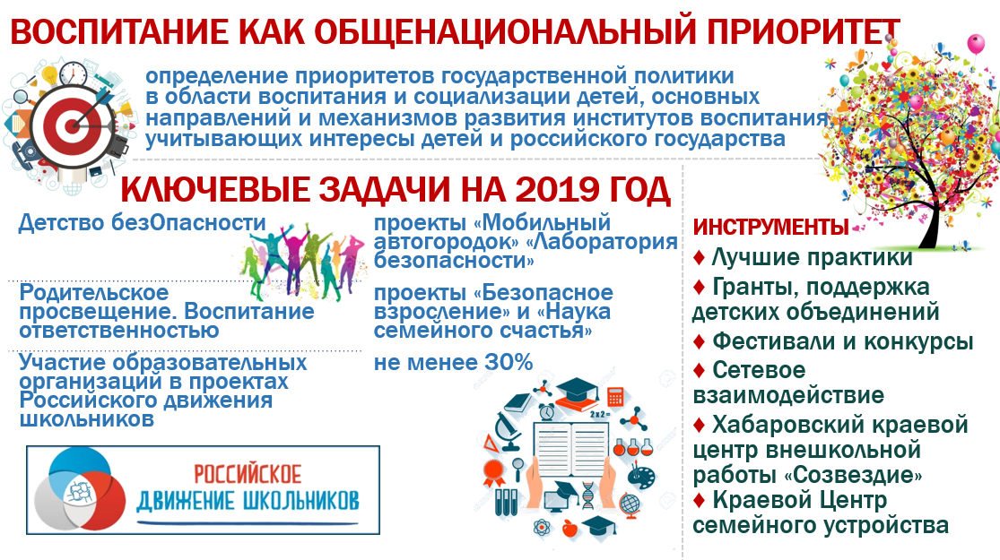 ВОСПИТАНИЕ КАК ОБЩЕНАЦИОНАЛЬНЫЙ ПРИОРИТЕТ
определение приоритетов государственной политики
в области воспитания и социализации детей, основных
направлений и механизмов развития институтов воспитания,
учитывающих интересы детей и российского государства
КЛЮЧЕВЫЕ ЗАДАЧИ НА 2019 ГОД
Детство безОпасности
проекты «Мобильный
автогородок» «Лаборатория
безопасности»
Родительское
просвещение. Воспитание
ответственностью
проекты «Безопасное
взросление» и «Наука
семейного счастья»
Участие образовательных
организаций в проектах
Российского движения
школьников
не менее 30%
РОССИЙСКОЕ
ДВИЖЕНИЕ ШКОЛЬНИКОВ
2x2=
ИНСТРУМЕНТЫ
♦ Лучшие практики
♦ Гранты, поддержка
детских объединений
♦ Фестивали и конкурсы
♦ Сетевое
взаимодействие
♦ Хабаровский краевой
центр внешкольной
работы «Созвездие»
♦ Краевой Центр
семейного устройства